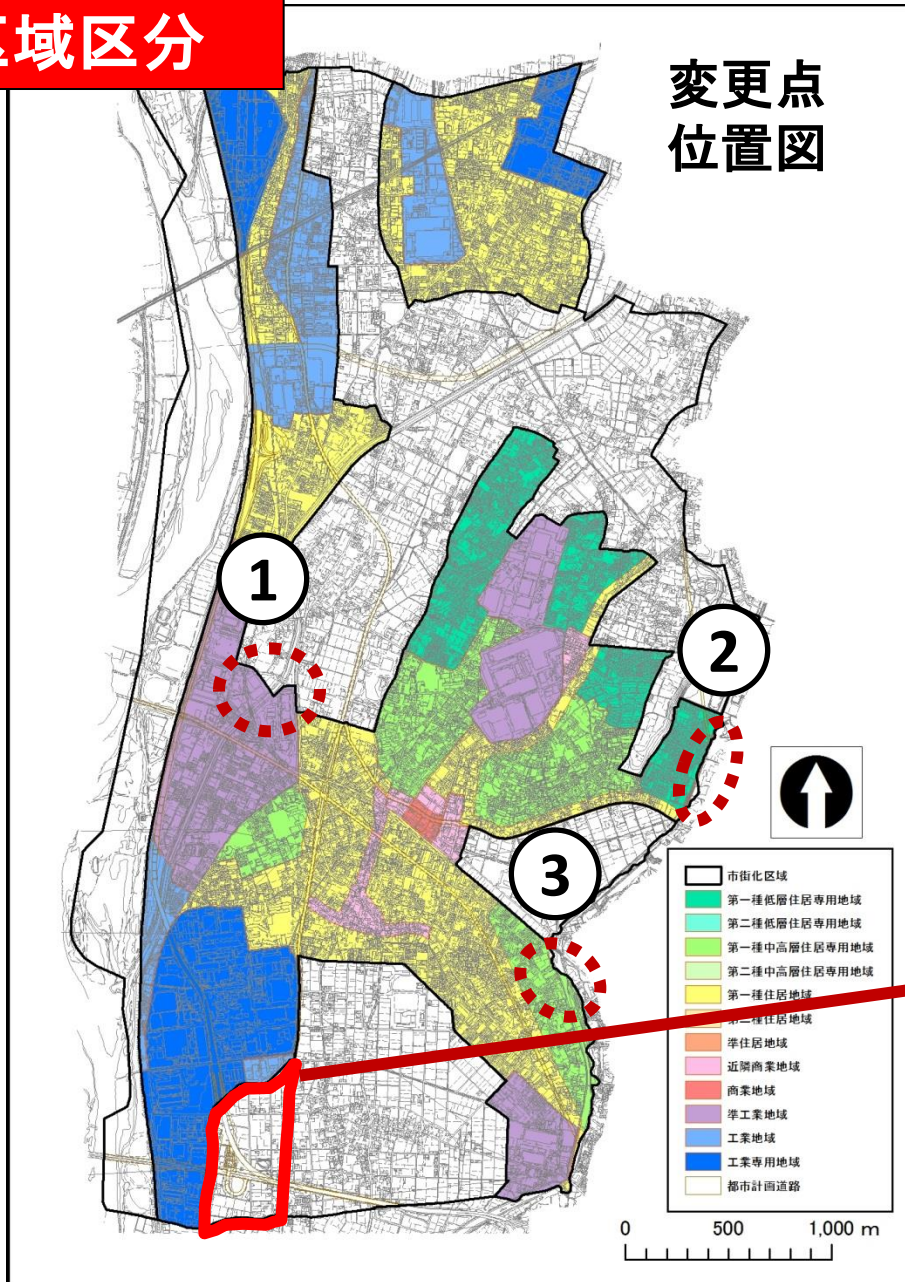 区域区分
変更点
位置図
1
2
3
市街化区域
第一種低層住居専用地域
第二種低層住居専用地域
第一種中高層住居専用地域
第二種中高層住居専用地域
第一種住居地域
第二種住居地域
準住居地域
近隣商業地域
商業地域
準工業地域
工業地域
工業専用地域
都市計画道路
0 500 1,000 m